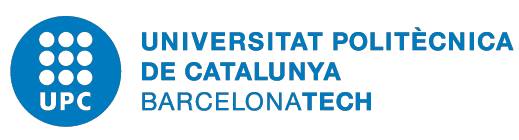 UPC
UNIVERSITAT POLITÈCNICA
DE CATALUNYA
BARCELONATECH